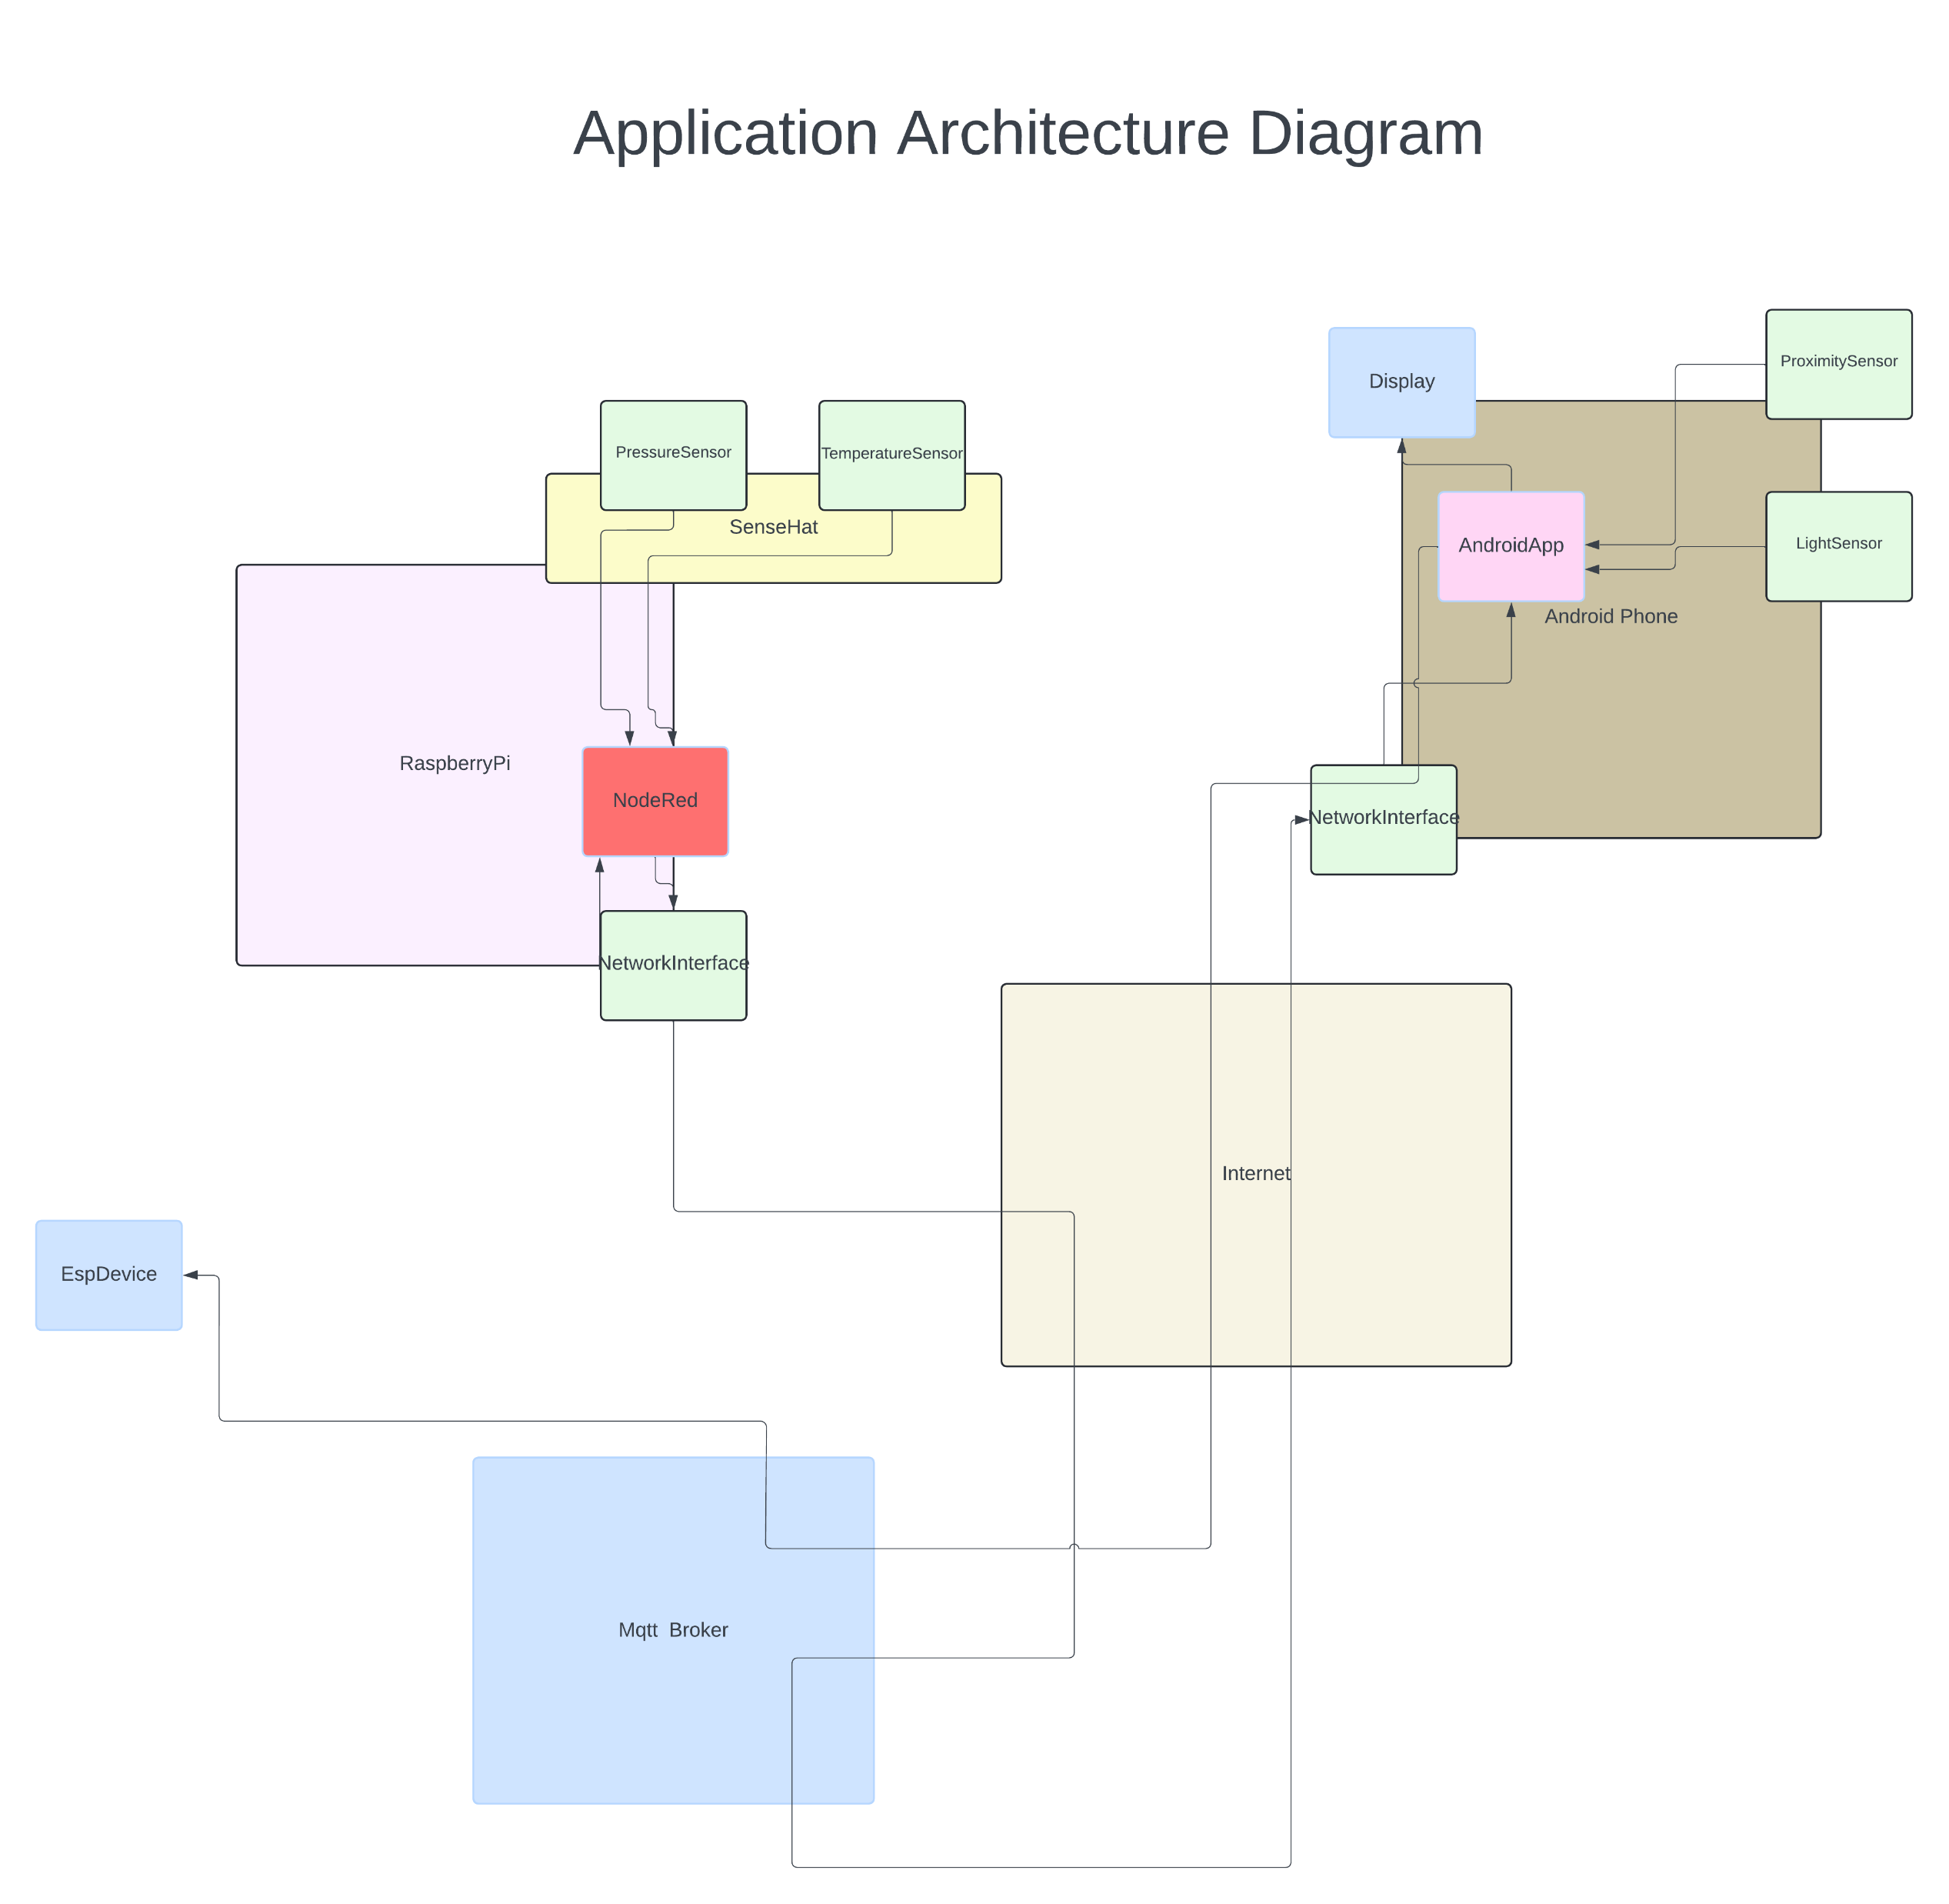 Application Architecture Diagram
Display
ProximitySensor
PressureSensor
TemperatureSensor
SenseHat
AndroidApp
LightSensor
Android Phone
RaspberryPi
NodeRed
NetworkInterface
NetworkInterface
Internet
EspDevice
Mqtt  Broker